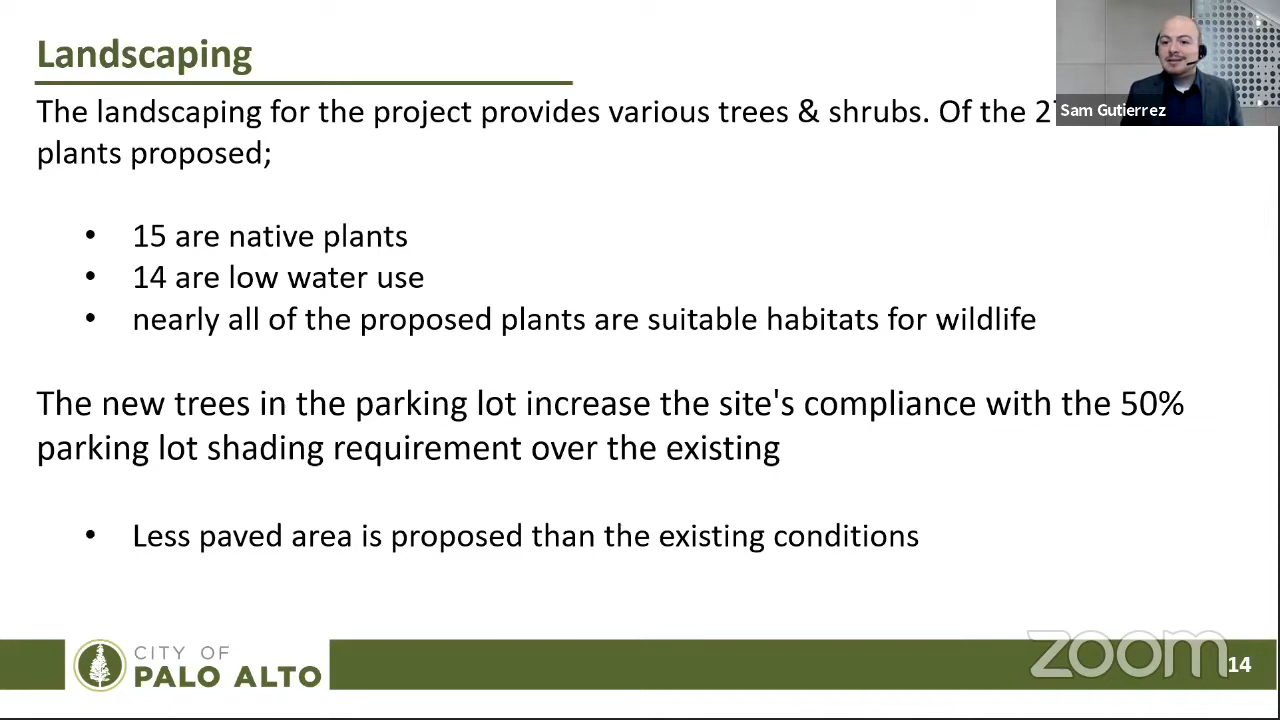 Landscaping
The landscaping for the project provides various trees & shrubs. Of the
plants proposed;
• 15 are native plants
• 14 are low water use
• nearly all of the proposed plants are suitable habitats for wildlife
The new trees in the parking lot increase the site's compliance with the 50%
parking lot shading requirement over the existing
• Less paved area is proposed than the existing conditions
Sam Gutierrez
CITY OF
PALO ALTO
zoom
14